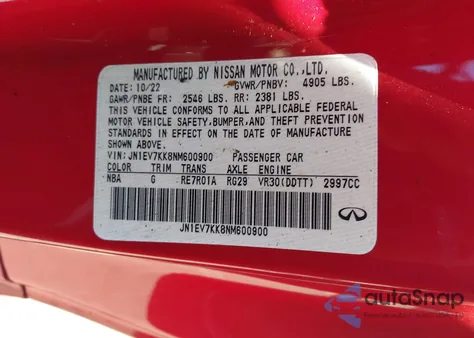 MANUFACTURED BY NISSAN MOTOR CO.,LTD.
DATE: 10/22 GVWR/PNBV: 4905 LBS.
GAWR/PNBE FR: 2546 LBS. RR: 2381 LBS.
THIS VEHICLE CONFORMS TO ALL APPLICABLE FEDERAL
MOTOR VEHICLE SAFETY,BUMPER,AND THEFT PREVENTION
STANDARDS IN EFFECT ON THE DATE OF MANUFACTURE
SHOWN ABOVE.
VIN:JN1EV7KK8NM600900 PASSENGER CAR
COLOR TRIM TRANS AXLE ENGINE
NBA G RE7R01A RG29 VR30(DDTT) 2997CC
JN1EV7KK8NM600900
autoSnap